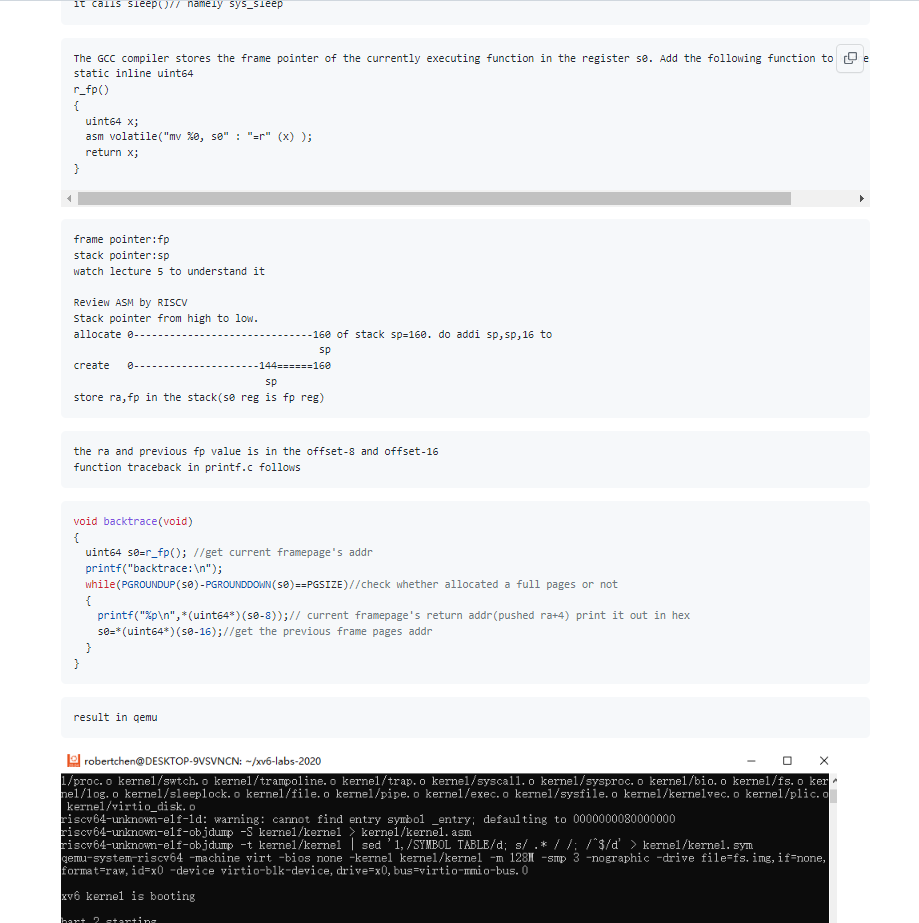 it calls sleep()// namely sys_sleep
The GCC compiler stores the frame pointer of the currently executing function in the register s0. Add the following function to
static inline uint64
r_fp()
{
  uint64 x;
  asm volatile("mv %0, s0" : "=r" (x) );
  return x;
}
frame pointer:fp
stack pointer:sp
watch lecture 5 to understand it
Review ASM by RISCV
Stack pointer from high to low.
allocate 0------------------------------160 of stack sp=160. do addi sp,sp,16 to
sp
create   0---------------------144======160
sp
store ra,fp in the stack(s0 reg is fp reg)
the ra and previous fp value is in the offset-8 and offset-16
function traceback in printf.c follows
void backtrace(void)
{
  uint64 s0=r_fp(); //get current framepage's addr
  printf("backtrace:\n");
  while(PGROUNDUP(s0)-PGROUNDDOWN(s0)==PGSIZE)//check whether allocated a full pages or not
  {
    printf("%p\n",*(uint64*)(s0-8));// current framepage's return addr(pushed ra+4) print it out in hex
    s0=*(uint64*)(s0-16);//get the previous frame pages addr
  }
}
result in qemu
robertchen@DESKTOP-9VSVNCN: ~/xv6-labs-2020
l/proc.o kernel/swtch.o kernel/trampoline.o kernel/trap.o kernel/syscall.o kernel/sysproc.o kernel/bio.o kernel/fs.o ker
nel/log.o kernel/sleeplock.o kernel/file.o kernel/pipe.o kernel/exec.o kernel/sysfile.o kernel/kernelvec.o kernel/plic.o
kernel/virtio_disk.o
riscv64-unknown-elf-ld: warning: cannot find entry symbol _entry; defaulting to 0000000080000000
riscv64-unknown-elf-objdump -S kernel/kernel > kernel/kernel.asm
riscv64-unknown-elf-objdump -t kernel/kernel | sed '1,/SYMBOL TABLE/d; s/ .* / /; /^$/d' > kernel/kernel.sym
qemu-system-riscv64 -machine virt -bios none -kernel kernel/kernel -m 128M -smp 3 -nographic -drive file=fs.img,if=none,
format=raw,id=x0 -device virtio-blk-device,drive=x0,bus=virtio-mmio-bus.0
xv6 kernel is booting
hart 2 starting